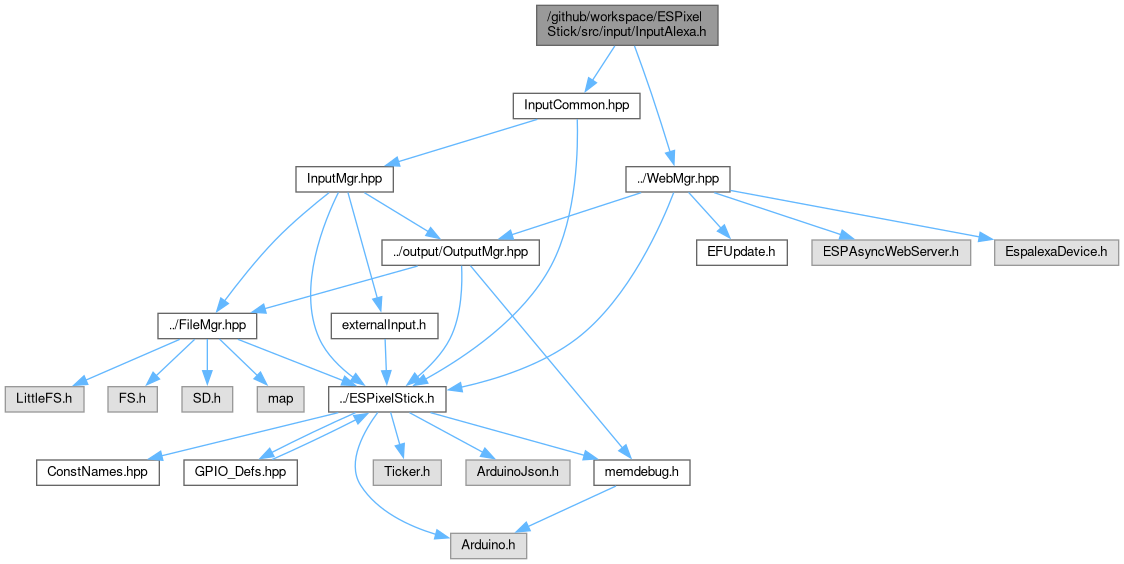 /github/workspace/ESPixel
Stick/src/input/InputAlexa.h
InputCommon.hpp
InputMgr.hpp
../WebMgr.hpp
../output/OutputMgr.hpp
EFUpdate.h
ESPAsyncWebServer.h
EspalexaDevice.h
../FileMgr.hpp
externalInput.h
LittleFS.h
FS.h
SD.h
map
../ESPixelStick.h
ConstNames.hpp
GPIO_Defs.hpp
Ticker.h
ArduinoJson.h
memdebug.h
Arduino.h